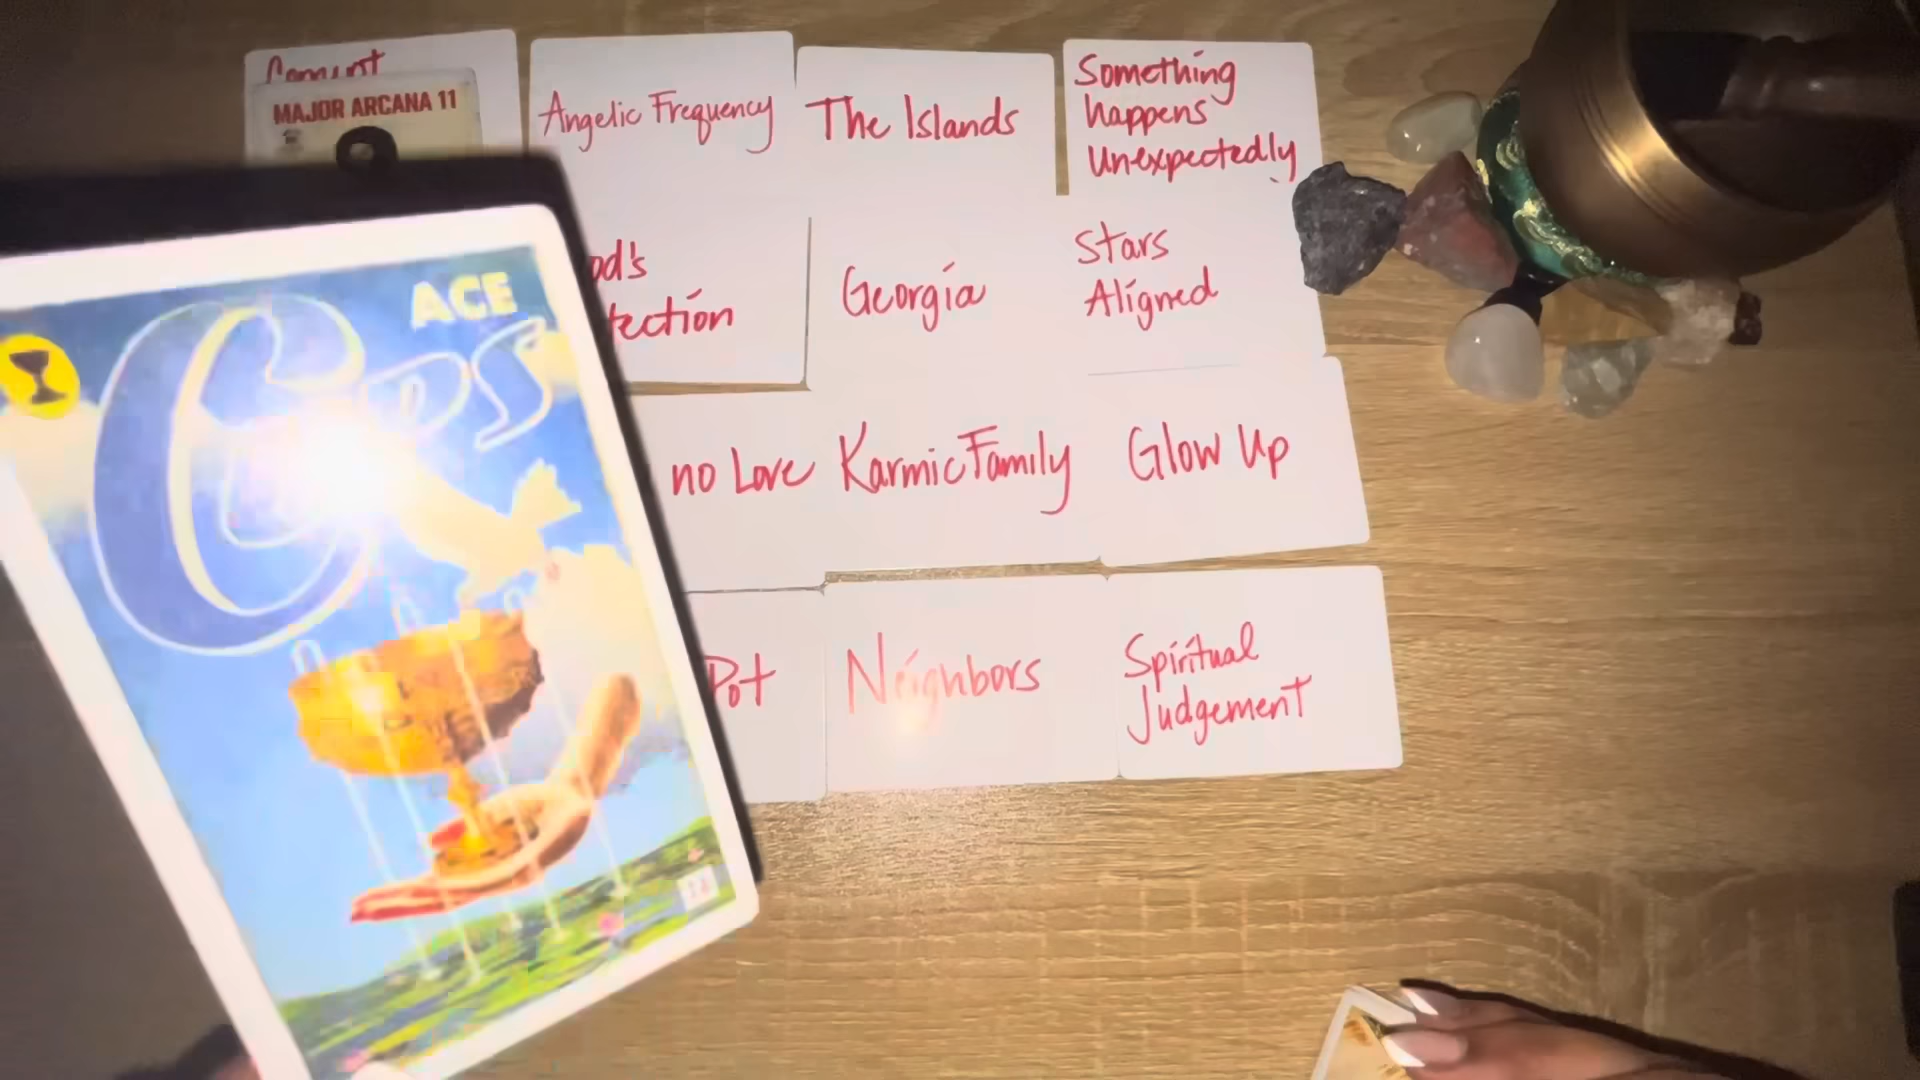 MAJOR ARCANA 11
Angelic Frequency
The Islands
Something
happens
Unexpectedly
ACE
Cups
Georgia
Stars
Aligned
no Love
Karmic Family
Glow Up
Pot
Neighbors
Spiritual
Judgement